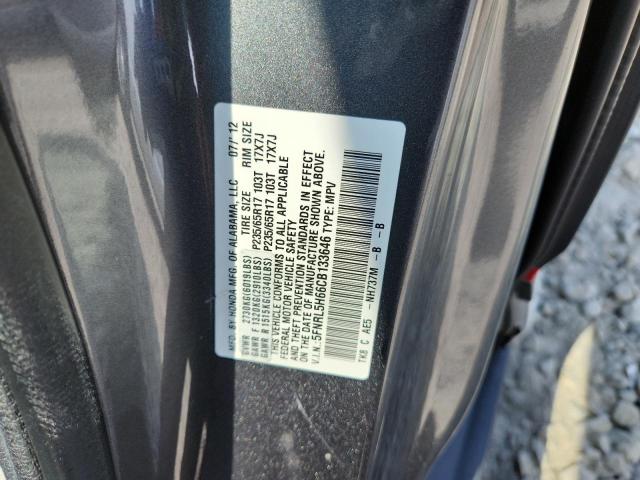 MFD. BY HONDA MFG. OF ALABAMA, LLC 07/12
GVWR 2730KG(6019LBS) TIRE SIZE RIM SIZE
GAWR F 1320KG(2910LBS) P235/65R17 103T 17X7J
GAWR R 1515KG(3340LBS) P235/65R17 103T 17X7J
THIS VEHICLE CONFORMS TO ALL APPLICABLE
FEDERAL MOTOR VEHICLE SAFETY
AND THEFT PREVENTION STANDARDS IN EFFECT
ON THE DATE OF MANUFACTURE SHOWN ABOVE.
V.I.N.:5FNRL5H66CB133646 TYPE: MPV
TK8 C AE5 -NH737M -B -B